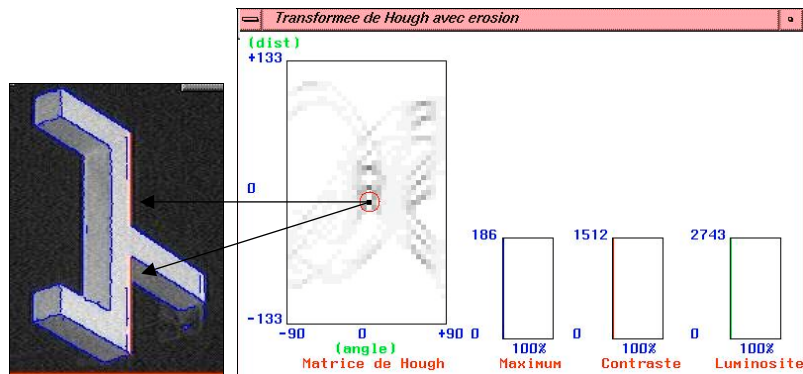 Transformee de Hough avec erosion
(dist)
+133
0
-133
-90 0 +90
(angle)
Matrice de Hough
186
0
100%
Maximum
1512
0
100%
Contraste
2743
0
100%
Luminosite